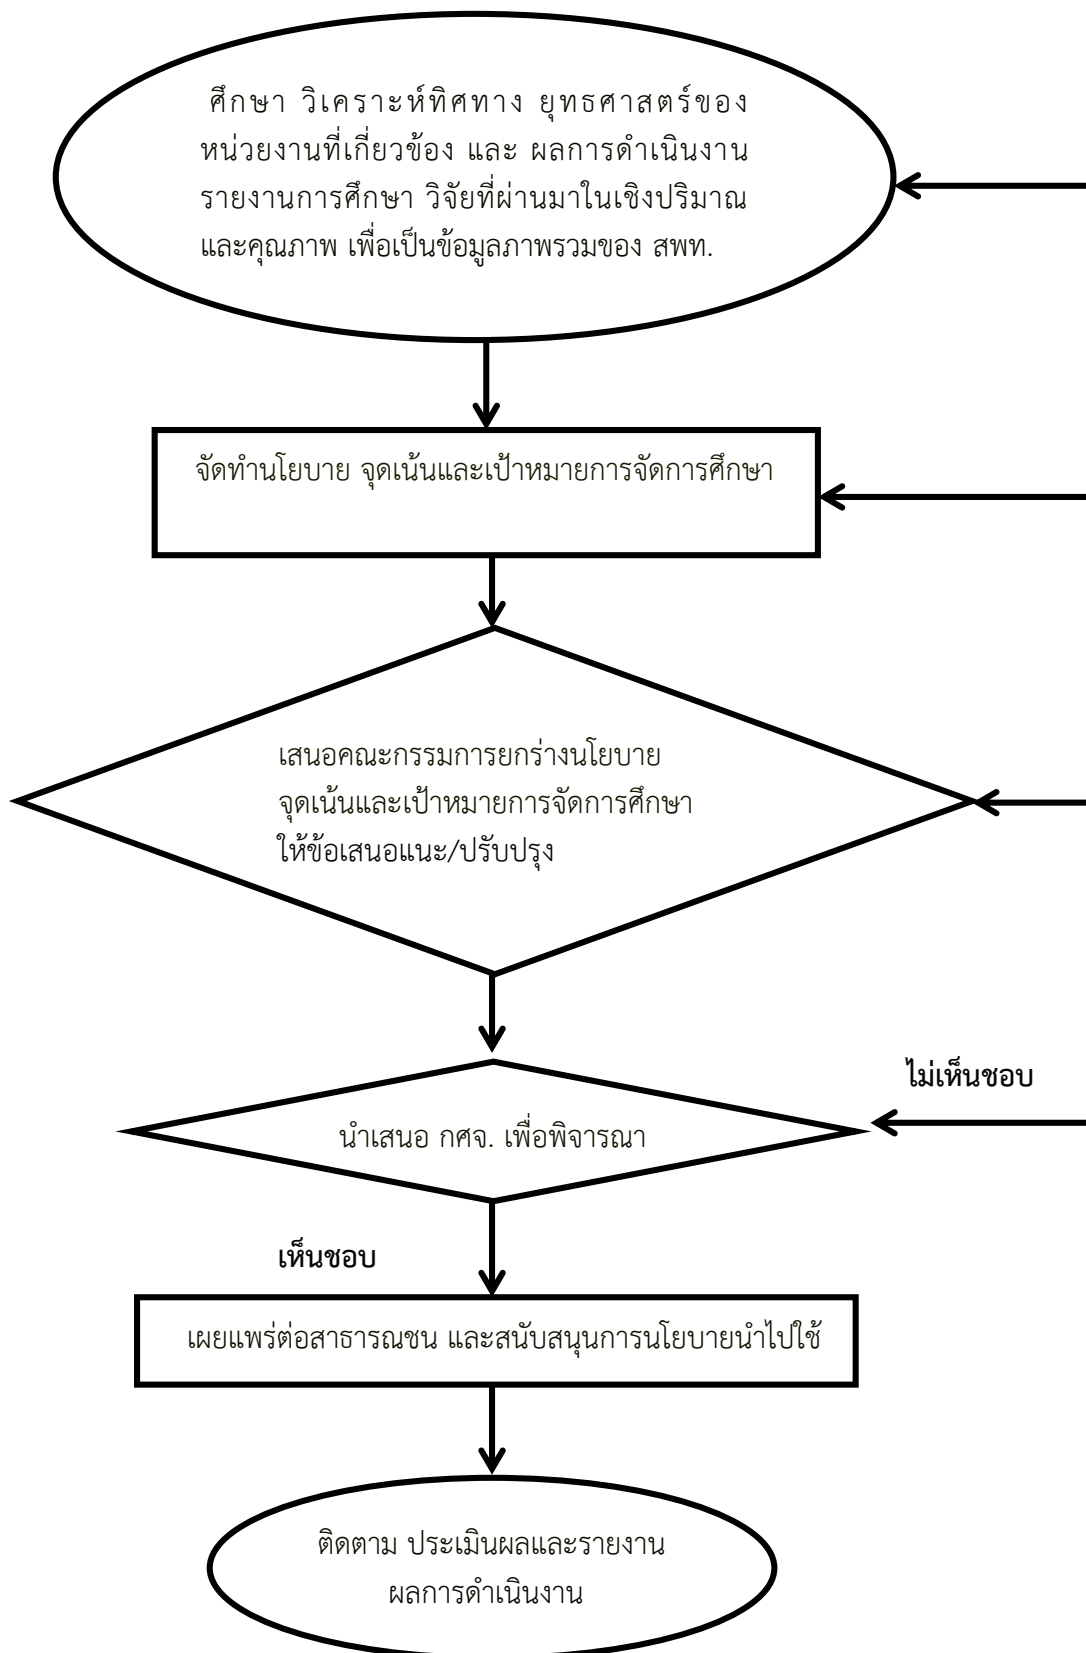 ศึกษา วิเคราะห์ทิศทาง ยุทธศาสตร์ของ
หน่วยงานที่เกี่ยวข้อง และ ผลการดำเนินงาน
รายงานการศึกษา วิจัยที่ผ่านมาในเชิงปริมาณ
และคุณภาพ เพื่อเป็นข้อมูลภาพรวมของ สพท.
จัดทำนโยบาย จุดเน้นและเป้าหมายการจัดการศึกษา
เสนอคณะกรรมการยกร่างนโยบาย
จุดเน้นและเป้าหมายการจัดการศึกษา
ให้ข้อเสนอแนะ/ปรับปรุง
ไม่เห็นชอบ
นำเสนอ กศจ. เพื่อพิจารณา
เห็นชอบ
เผยแพร่ต่อสาธารณชน และสนับสนุนการนโยบายนำไปใช้
ติดตาม ประเมินผลและรายงาน
ผลการดำเนินงาน